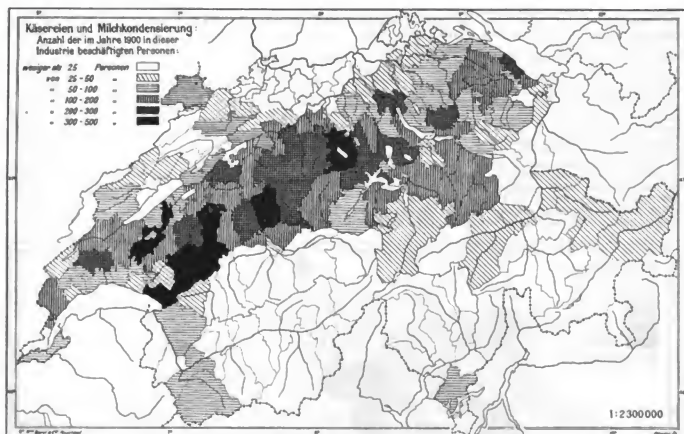 Käsereien und Milchkondensierung:
Anzahl der im Jahre 1900 in dieser
Industrie beschäftigten Personen:
weniger als 25 Personen
von 25 - 50 "
" 50 - 100 "
" 100 - 200 "
" 200 - 300 "
" 300 - 500 "
1:2300000